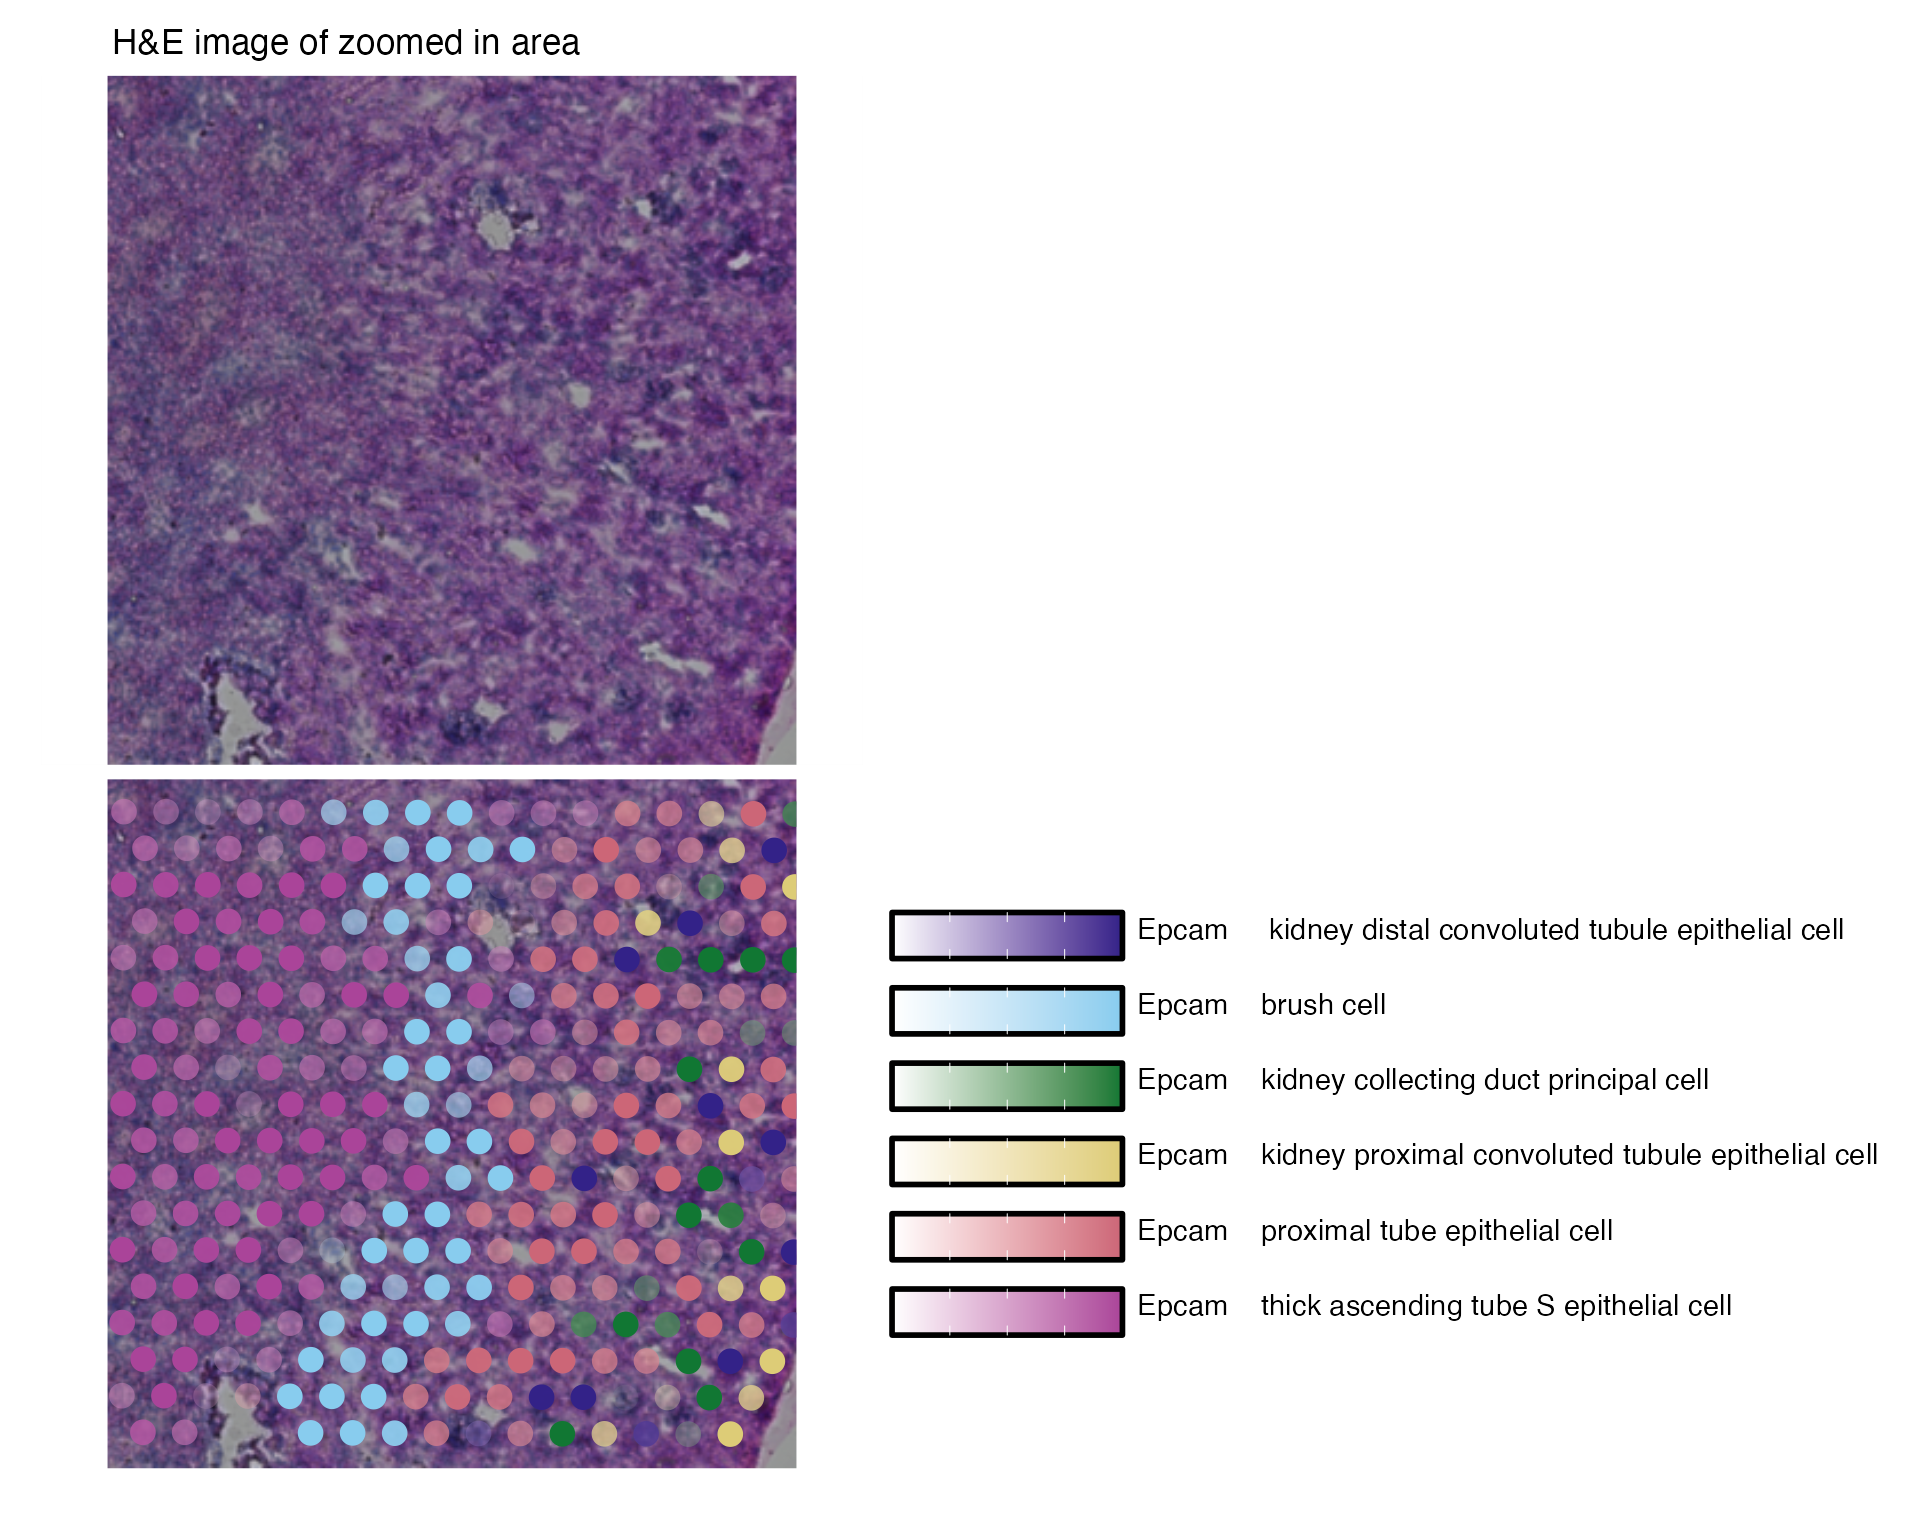 H&E image of zoomed in area
Epcam kidney distal convoluted tubule epithelial cell
Epcam brush cell
Epcam kidney collecting duct principal cell
Epcam kidney proximal convoluted tubule epithelial cell
Epcam proximal tube epithelial cell
Epcam thick ascending tube S epithelial cell